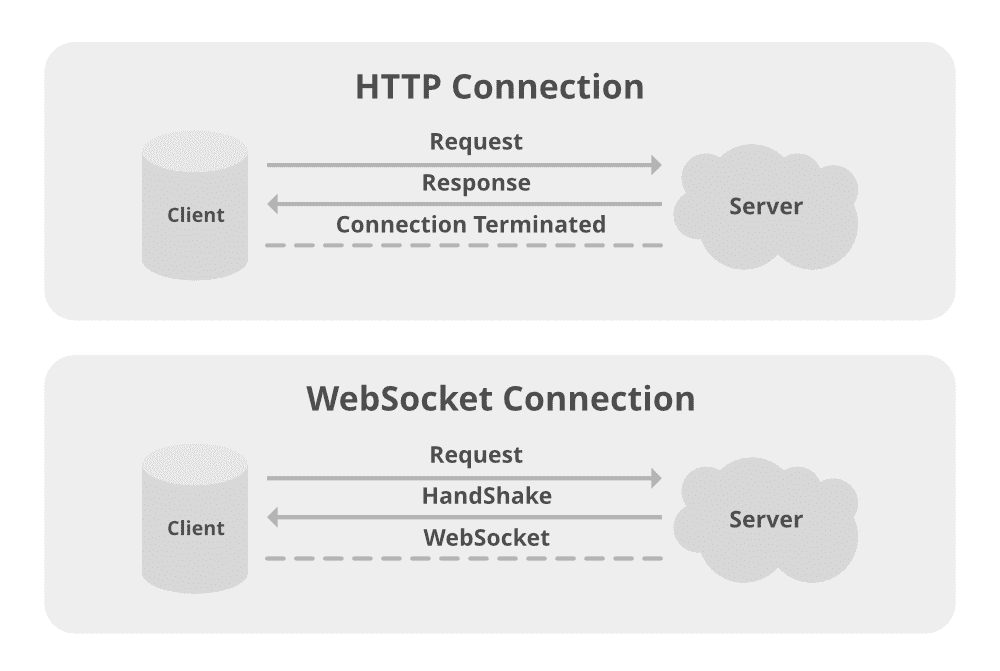 HTTP Connection
Request
Response
Connection Terminated
Client
Server
WebSocket Connection
Request
HandShake
WebSocket
Client
Server